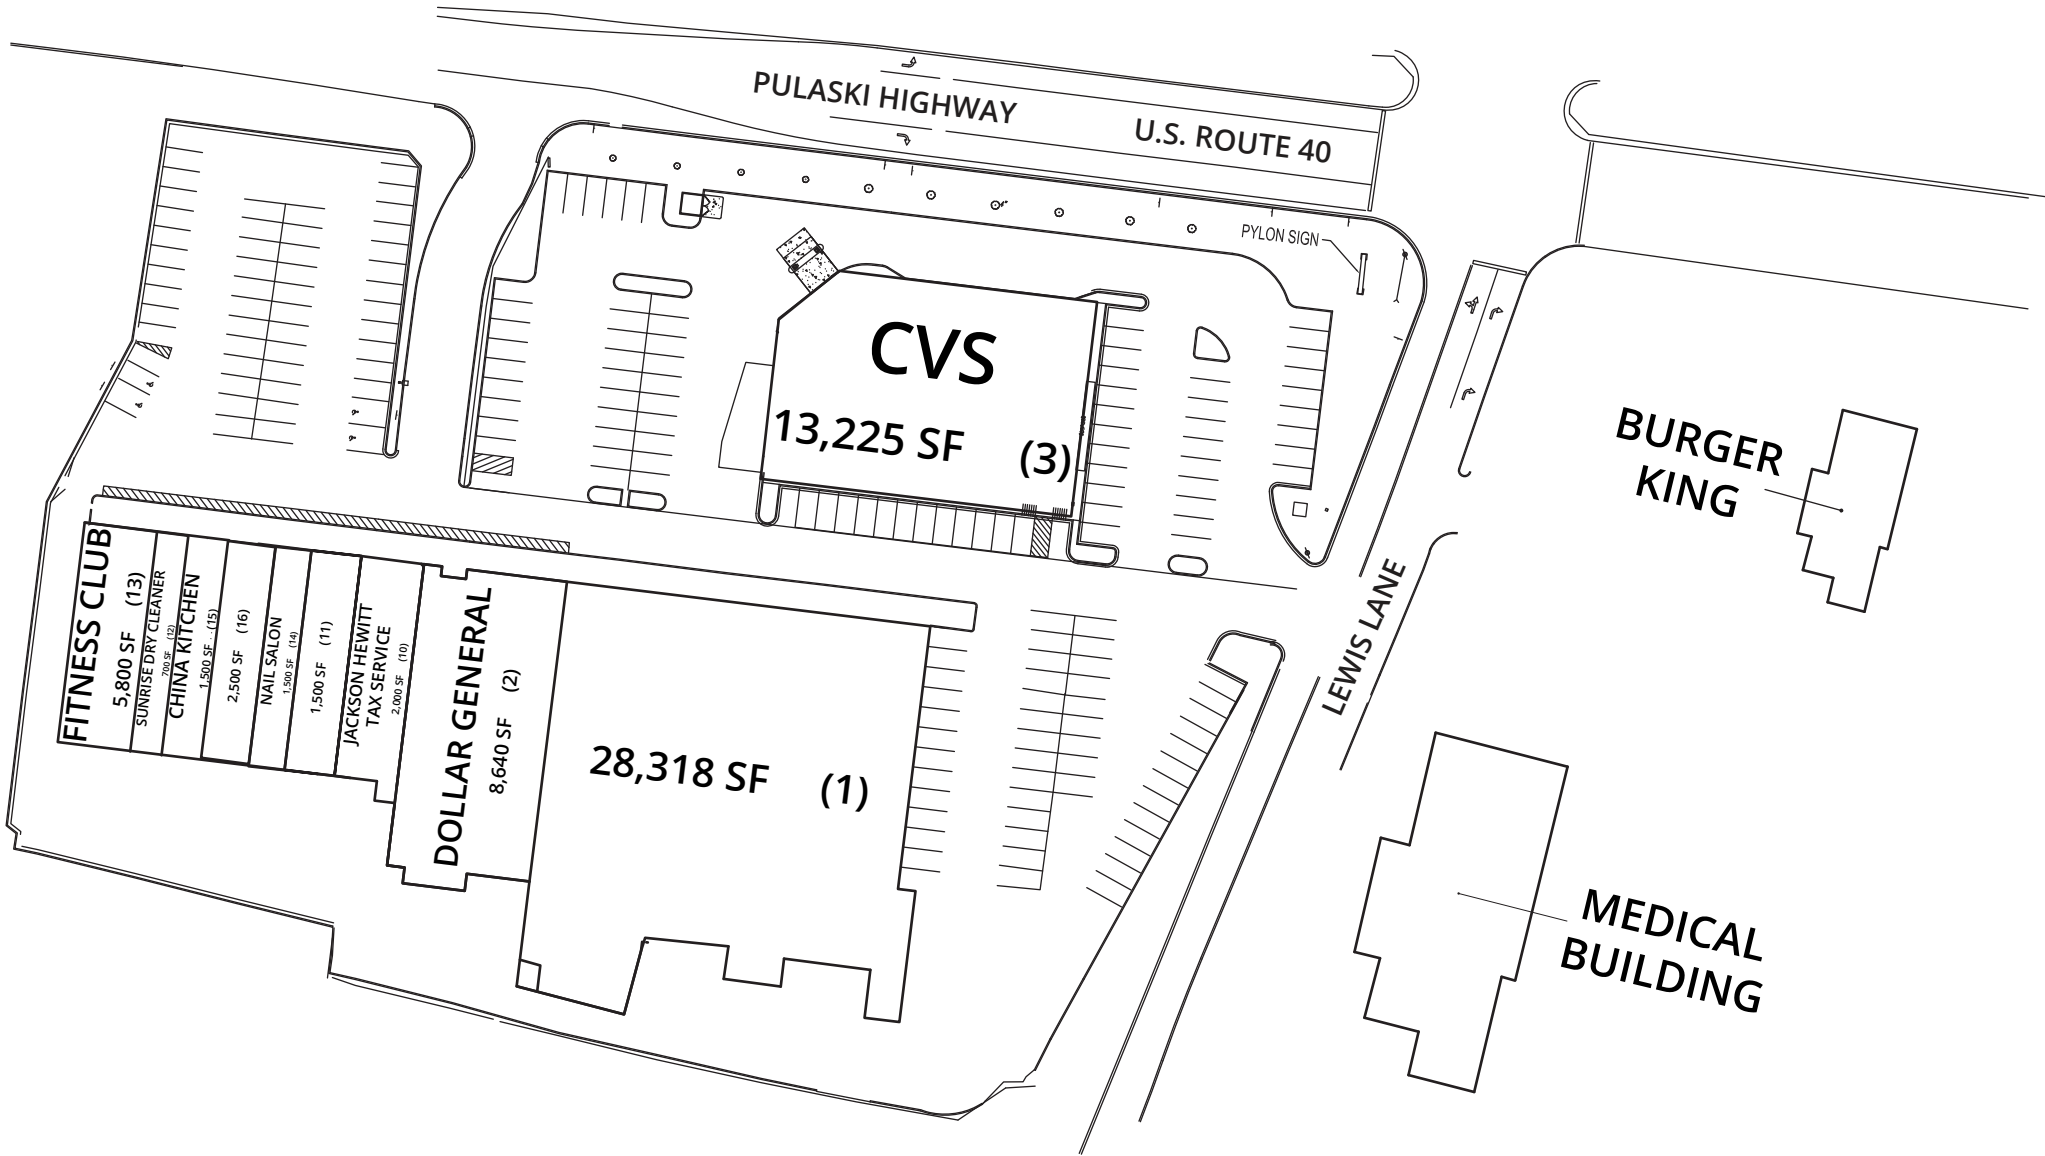 PULASKI HIGHWAY
U.S. ROUTE 40
PYLON SIGN
CVS
13,225 SF (3)
BURGER
KING
LEWIS LANE
FITNESS CLUB
5,800 SF (13)
SUNRISE DRY CLEANER
700 SF (12)
CHINA KITCHEN
1,500 SF (15)
2,500 SF (16)
NAIL SALON
1,500 SF (14)
1,500 SF (11)
JACKSON HEWITT
TAX SERVICE
2,000 SF (10)
DOLLAR GENERAL
8,640 SF (2)
28,318 SF (1)
MEDICAL
BUILDING